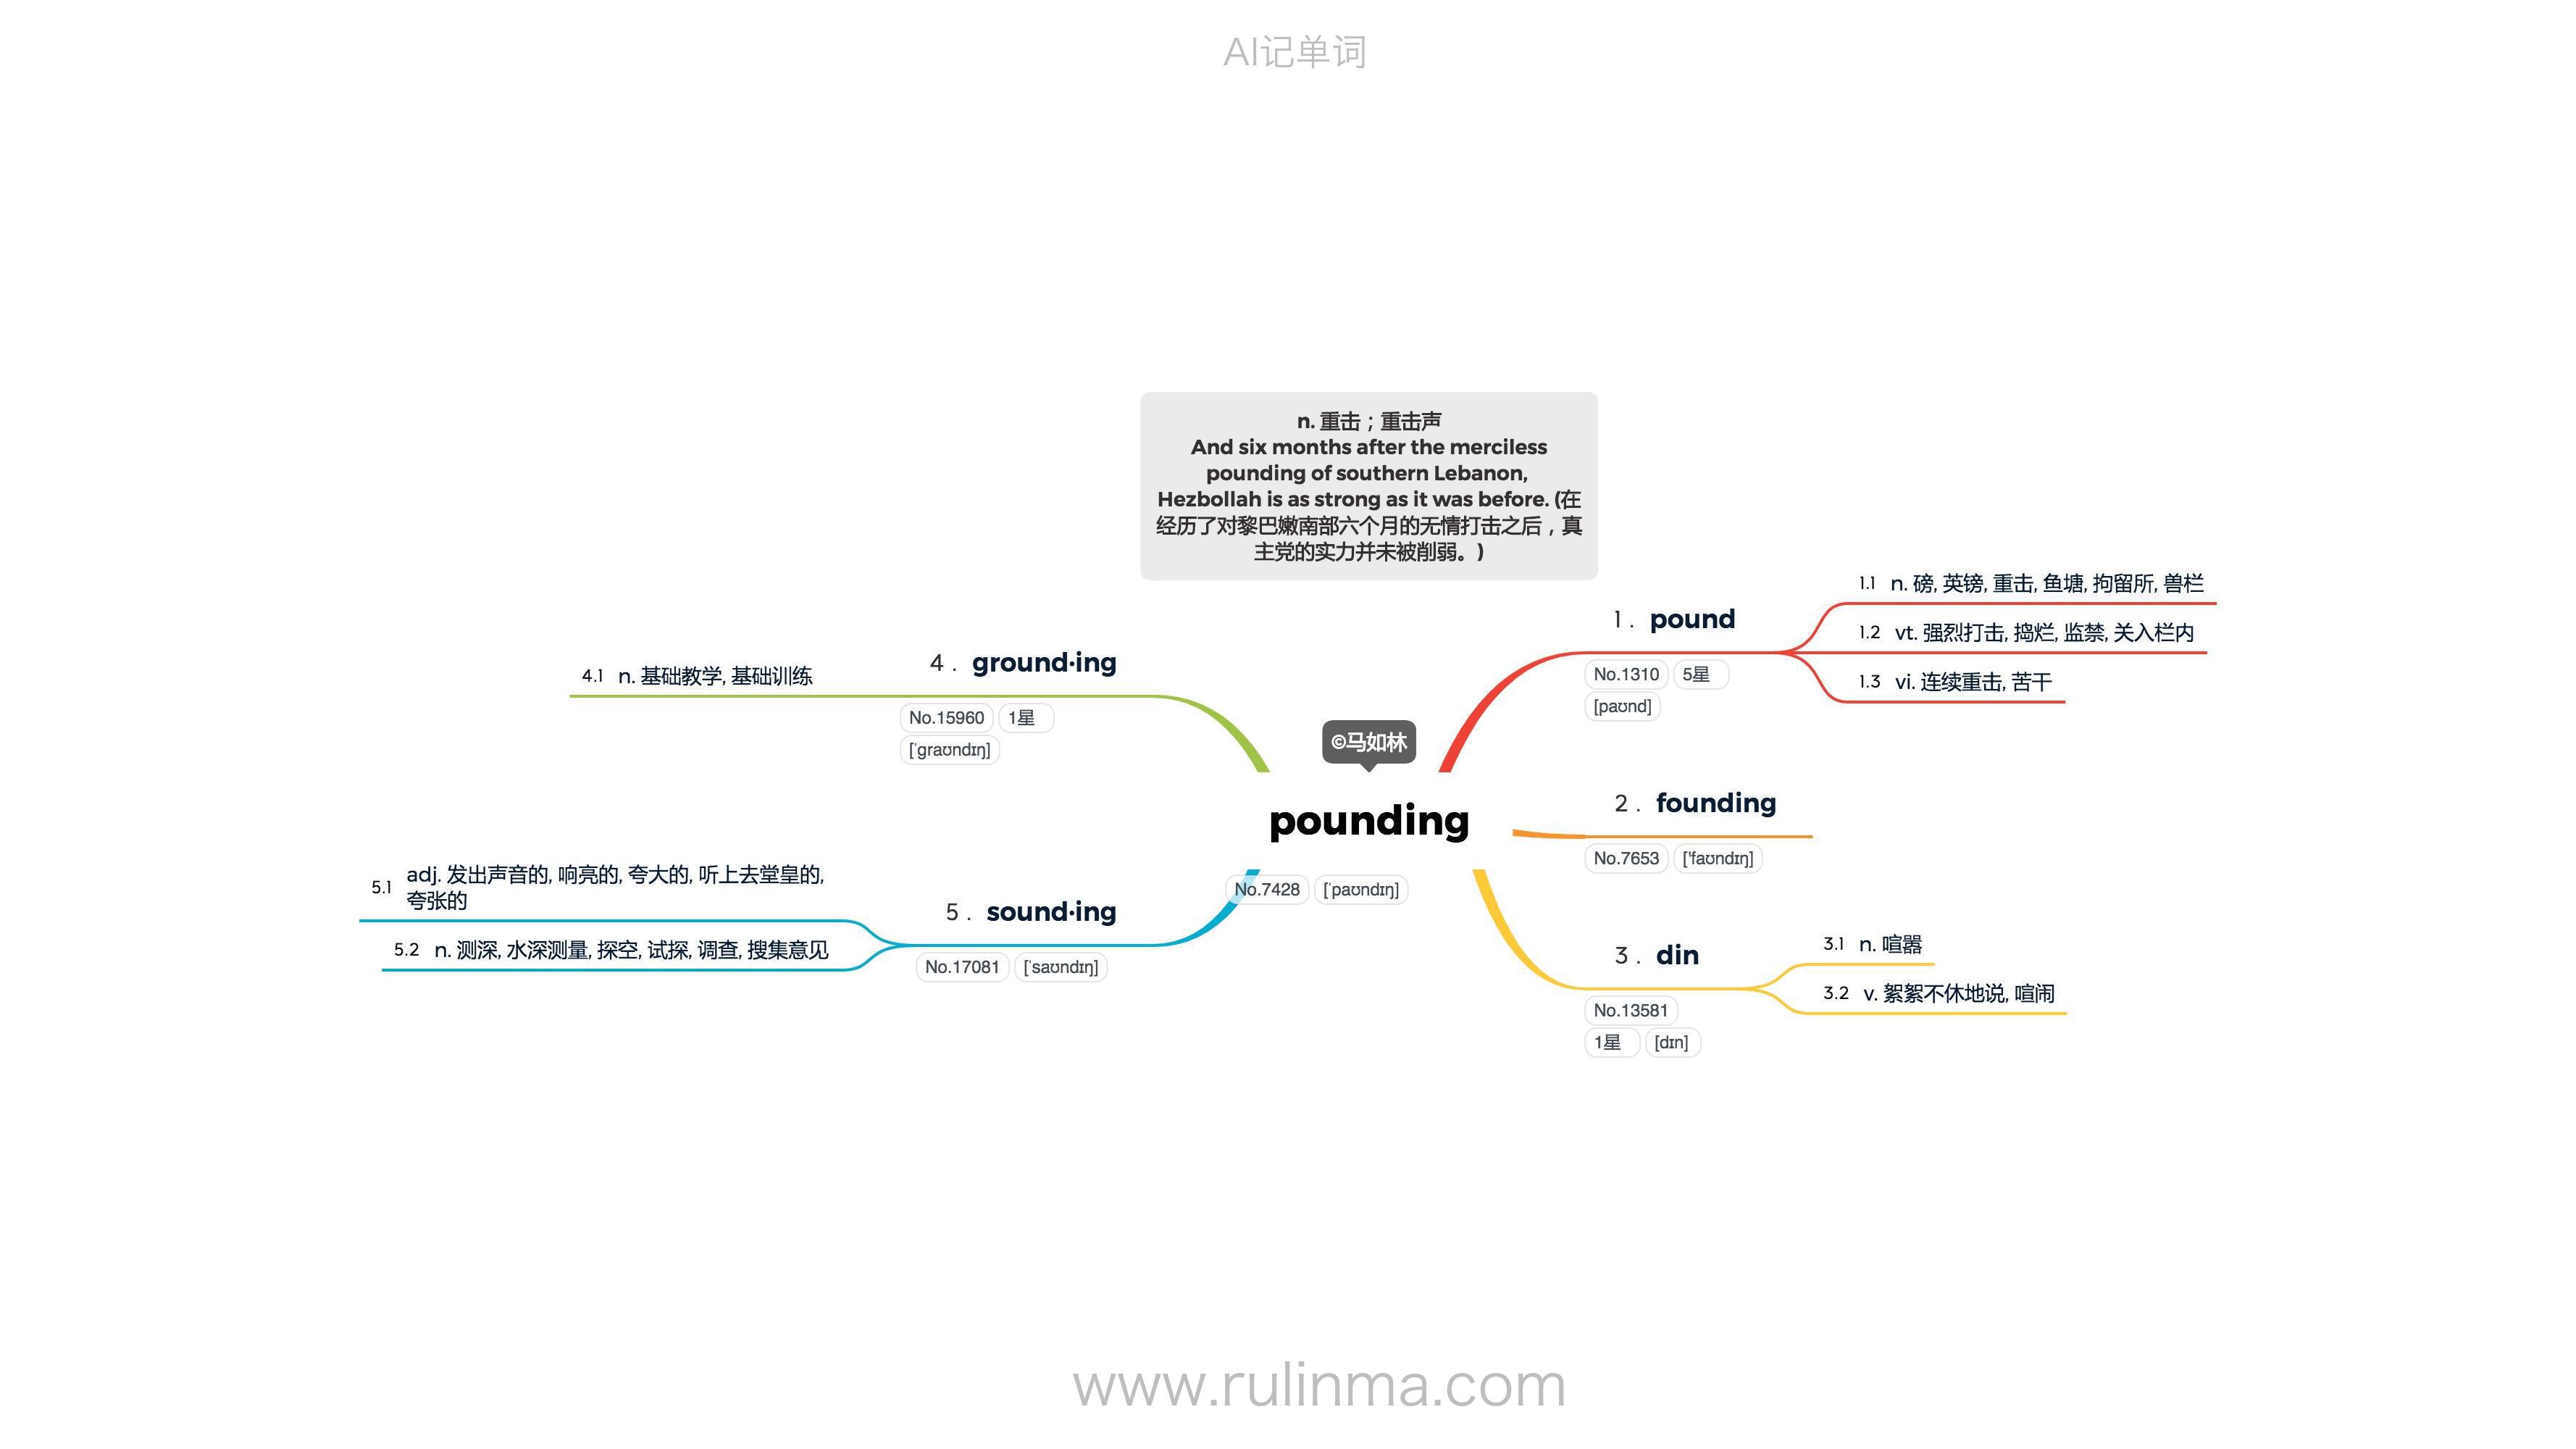 AI记单词
n. 重击；重击声
And six months after the merciless
pounding of southern Lebanon,
Hezbollah is as strong as it was before. (在
经历了对黎巴嫩南部六个月的无情打击之后，真
主党的实力并未被削弱。)
©马如林
pounding
No.7428 [ˈpaʊndɪŋ]
1. pound
No.1310 5星
[paʊnd]
1.1 n. 磅, 英镑, 重击, 鱼塘, 拘留所, 兽栏
1.2 vt. 强烈打击, 捣烂, 监禁, 关入栏内
1.3 vi. 连续重击, 苦干
2. founding
No.7653 ['faʊndɪŋ]
3. din
No.13581
1星 [dɪn]
3.1 n. 喧嚣
3.2 v. 絮絮不休地说, 喧闹
4. ground·ing
No.15960 1星
[ˈɡraʊndɪŋ]
4.1 n. 基础教学, 基础训练
5. sound·ing
No.17081 [ˈsaʊndɪŋ]
5.1 adj. 发出声音的, 响亮的, 夸大的, 听上去堂皇的,
夸张的
5.2 n. 测深, 水深测量, 探空, 试探, 调查, 搜集意见
www.rulinma.com